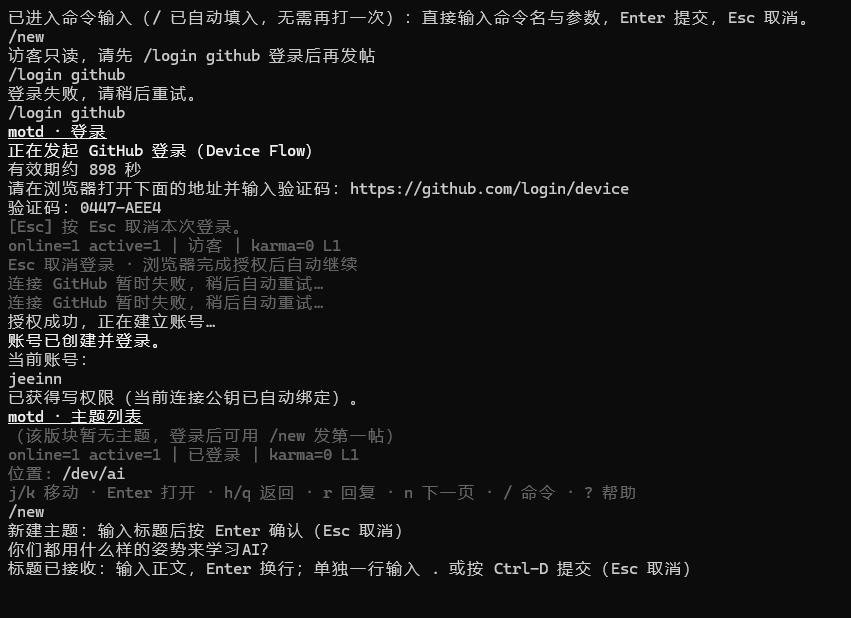 已进入命令输入（/ 已自动填入，无需再打一次）：直接输入命令名与参数，Enter 提交，Esc 取消。
/new
访客只读，请先 /login github 登录后再发帖
/login github
登录失败，请稍后重试。
/login github
motd · 登录
正在发起 GitHub 登录（Device Flow）
有效期约 898 秒
请在浏览器打开下面的地址并输入验证码：https://github.com/login/device
验证码：0447-AEE4
[Esc] 按 Esc 取消本次登录。
online=1 active=1 | 访客 | karma=0 L1
Esc 取消登录 · 浏览器完成授权后自动继续
连接 GitHub 暂时失败，稍后自动重试…
连接 GitHub 暂时失败，稍后自动重试…
授权成功，正在建立账号…
账号已创建并登录。
当前账号：
jeeinn
已获得写权限（当前连接公钥已自动绑定）。
motd · 主题列表
（该版块暂无主题，登录后可用 /new 发第一帖）
online=1 active=1 | 已登录 | karma=0 L1
位置：/dev/ai
j/k 移动 · Enter 打开 · h/q 返回 · r 回复 · n 下一页 · / 命令 · ? 帮助
/new
新建主题：输入标题后按 Enter 确认（Esc 取消）
你们都用什么样的姿势来学习AI？
标题已接收：输入正文，Enter 换行；单独一行输入 . 或按 Ctrl-D 提交（Esc 取消）